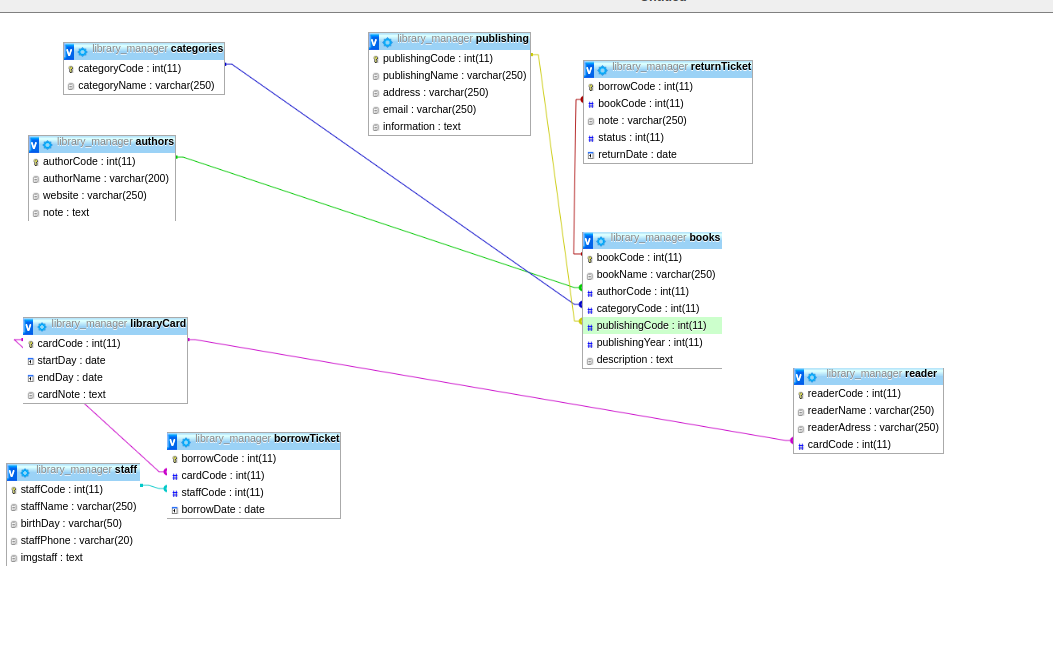 library_manager categories
categoryCode : int(11)
categoryName : varchar(250)
library_manager publishing
publishingCode : int(11)
publishingName : varchar(250)
address : varchar(250)
email : varchar(250)
information : text
library_manager returnTicket
borrowCode : int(11)
bookCode : int(11)
note : varchar(250)
status : int(11)
returnDate : date
library_manager authors
authorCode : int(11)
authorName : varchar(200)
website : varchar(250)
note : text
library_manager books
bookCode : int(11)
bookName : varchar(250)
authorCode : int(11)
categoryCode : int(11)
publishingCode : int(11)
publishingYear : int(11)
description : text
library_manager libraryCard
cardCode : int(11)
startDay : date
endDay : date
cardNote : text
library_manager reader
readerCode : int(11)
readerName : varchar(250)
readerAdress : varchar(250)
cardCode : int(11)
library_manager borrowTicket
borrowCode : int(11)
cardCode : int(11)
staffCode : int(11)
borrowDate : date
library_manager staff
staffCode : int(11)
staffName : varchar(250)
birthDay : varchar(50)
staffPhone : varchar(20)
imgstaff : text